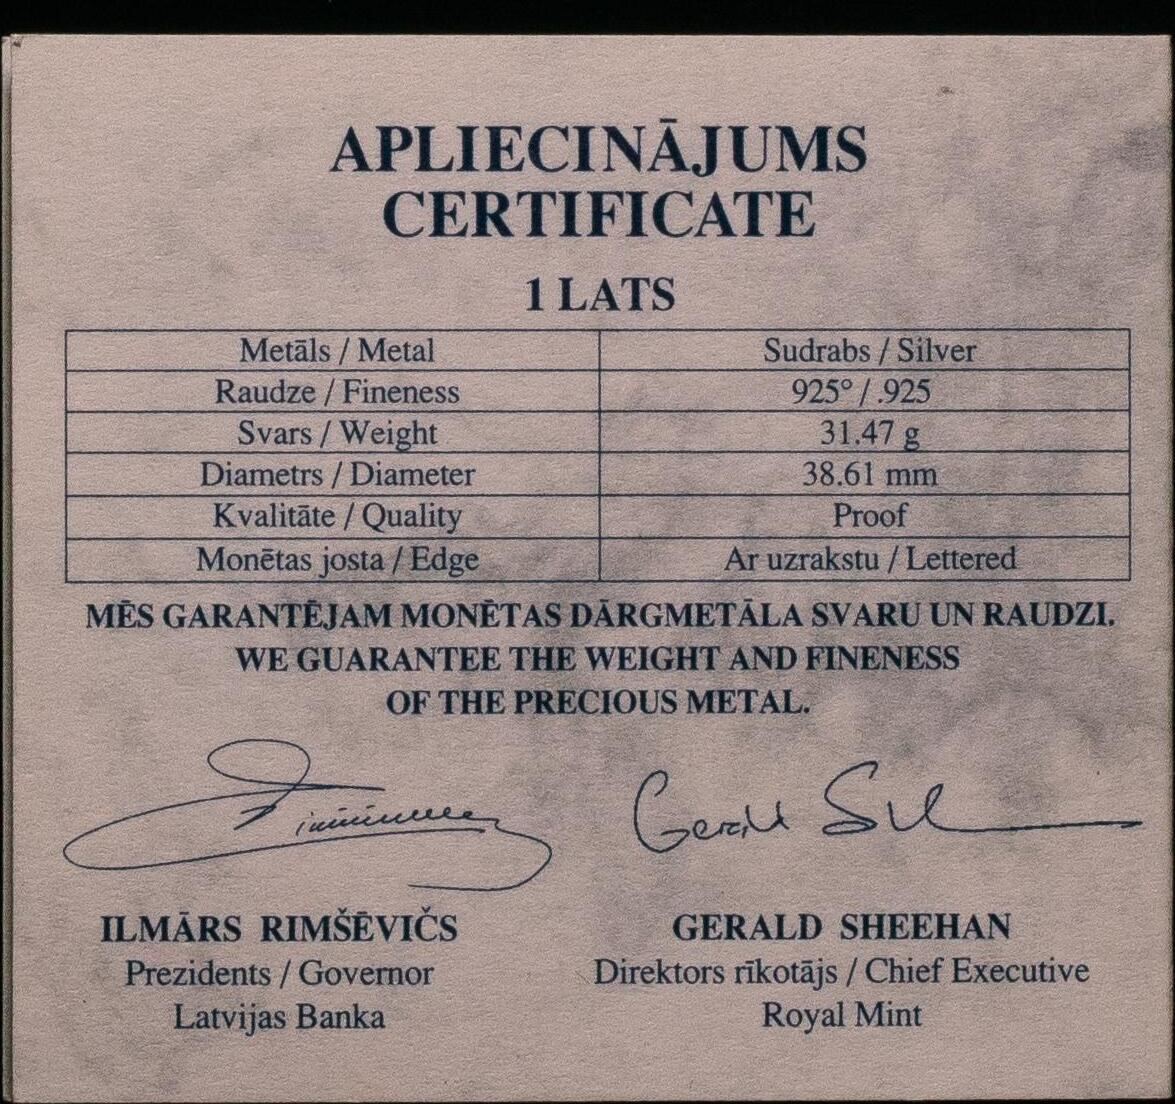 APLIECINĀJUMS
CERTIFICATE
1 LATS
Metāls / Metal Sudrabs / Silver
Raudze / Fineness 925° / .925
Svars / Weight 31.47 g
Diametrs / Diameter 38.61 mm
Kvalitāte / Quality Proof
Monētas josta / Edge Ar uzrakstu / Lettered
MĒS GARANTĒJAM MONĒTAS DĀRGMETĀLA SVARU UN RAUDZI.
WE GUARANTEE THE WEIGHT AND FINENESS
OF THE PRECIOUS METAL.
Gerald
ILMĀRS RIMŠĒVIČS GERALD SHEEHAN
Prezidents / Governor Direktors rīkotājs / Chief Executive
Latvijas Banka Royal Mint